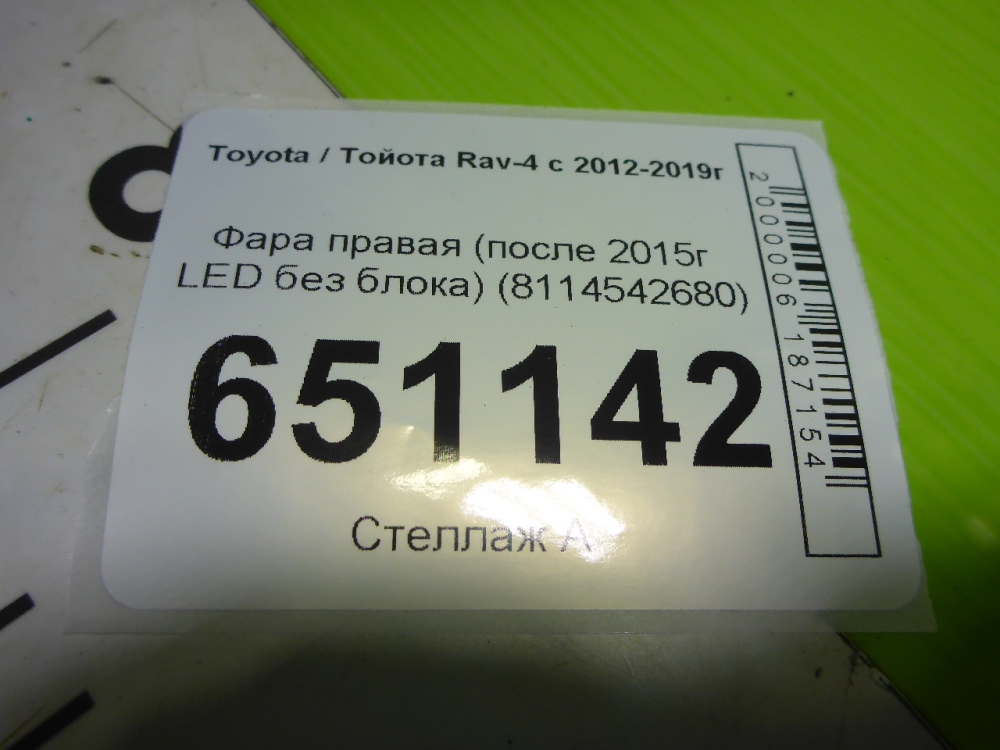 Toyota / Тойота Rav-4 с 2012-2019г
Фара правая (после 2015г
LED без блока) (8114542680)
651142
Стеллаж А
2000006187154